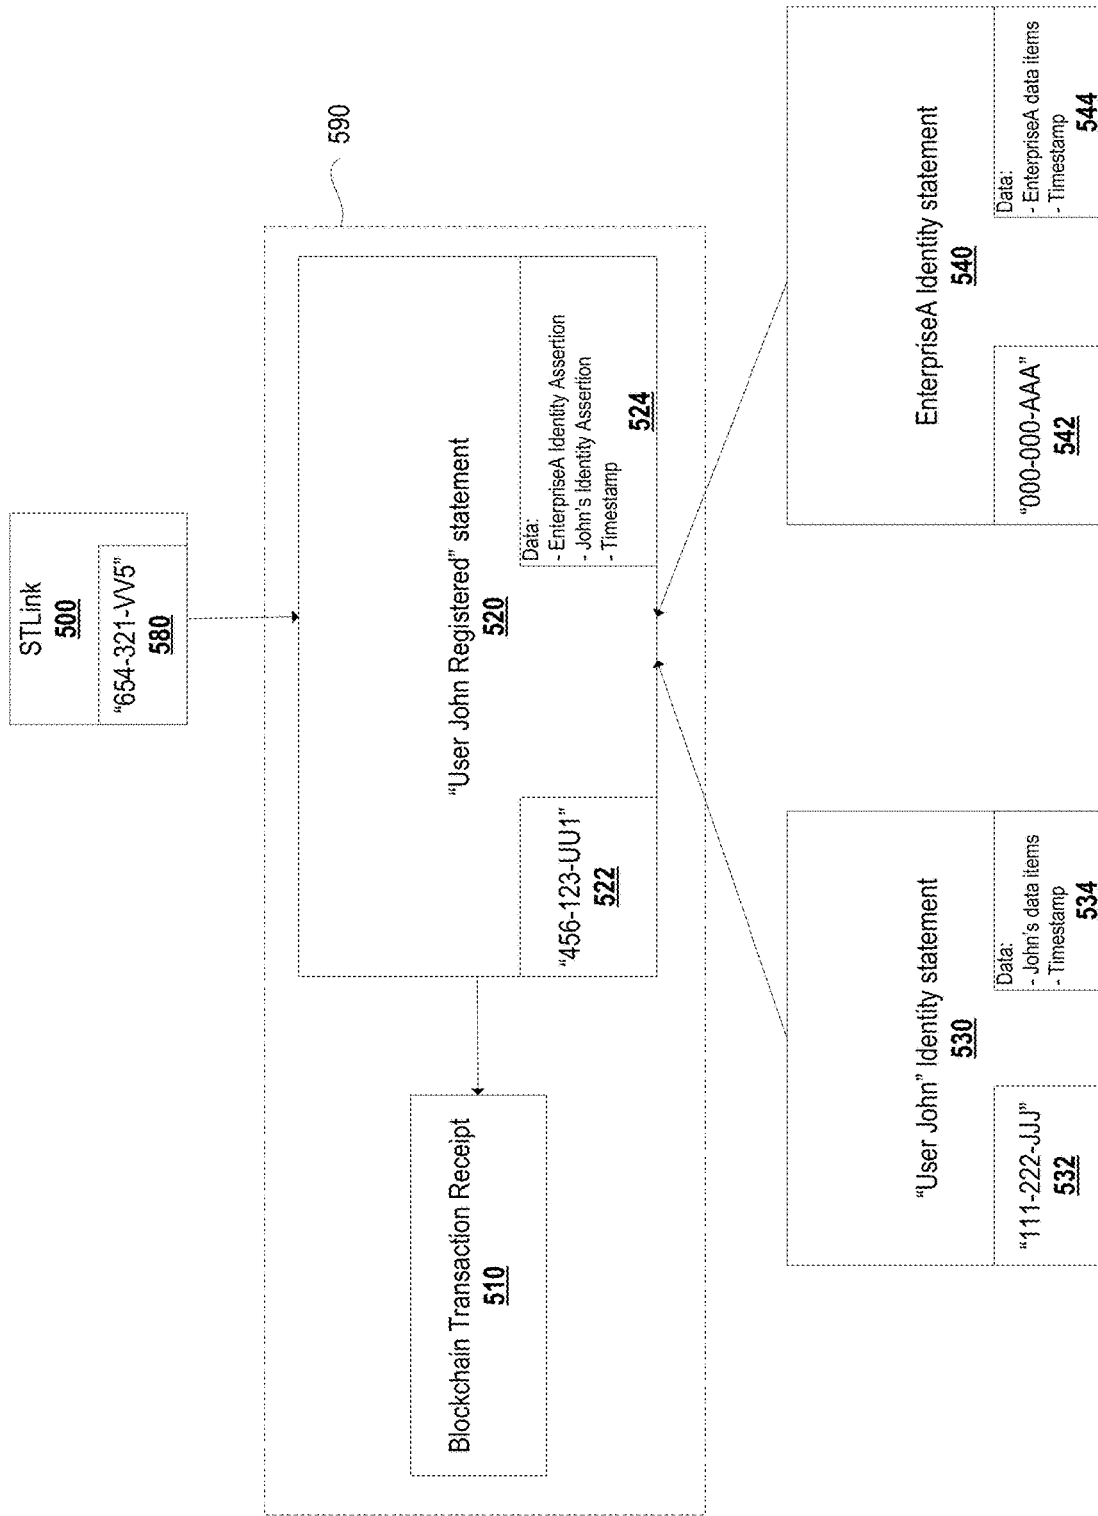 STLink
500
“654-321-VV5”
580
590
Blockchain Transaction Receipt
510
“User John Registered” statement
520
“456-123-UU1”
522
Data:
- EnterpriseA Identity Assertion
- John’s Identity Assertion
- Timestamp
524
“User John” Identity statement
530
“111-222-JJJ”
532
Data:
- John’s data items
- Timestamp
534
EnterpriseA Identity statement
540
“000-000-AAA”
542
Data:
- EnterpriseA data items
- Timestamp
544